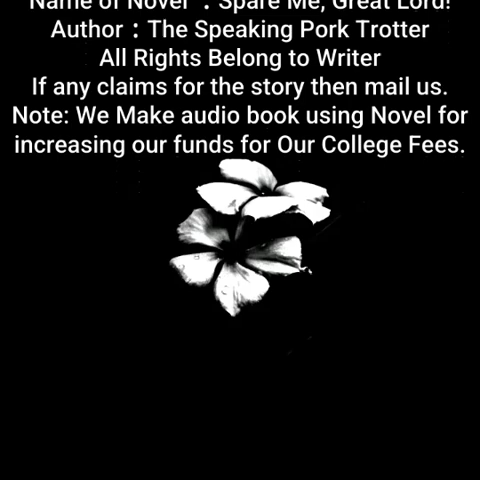 Name of Novel : Spare Me, Great Lord!
Author : The Speaking Pork Trotter
All Rights Belong to Writer
If any claims for the story then mail us.
Note: We Make audio book using Novel for
increasing our funds for Our College Fees.